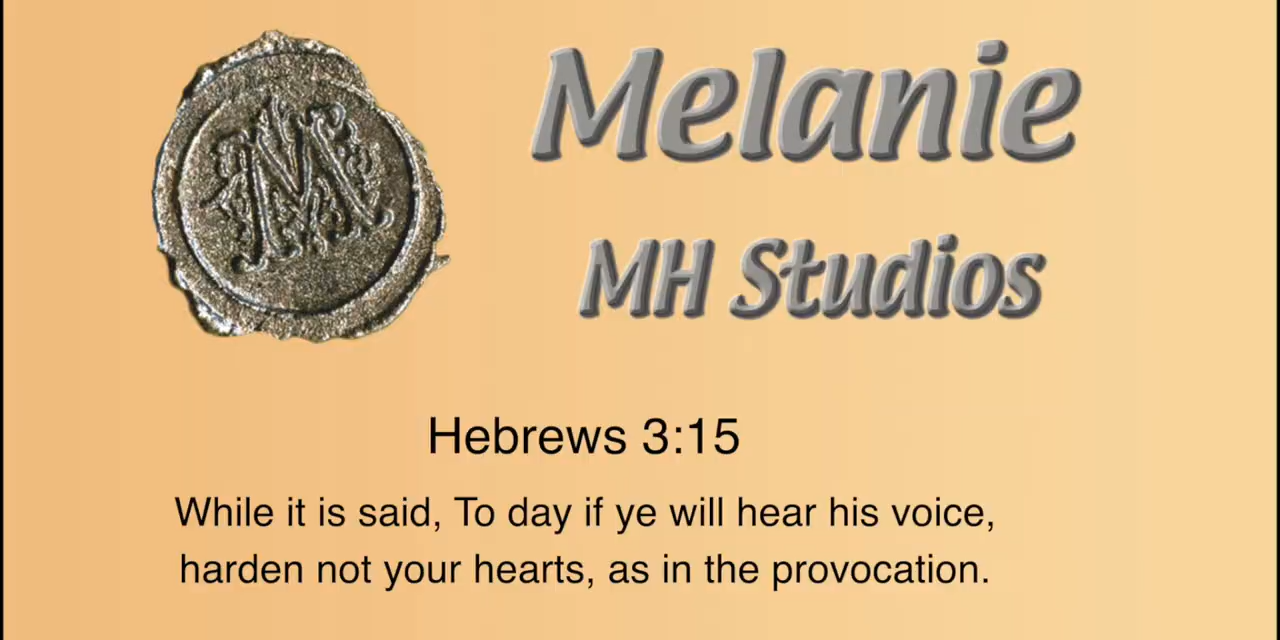 M
Melanie
MH Studios
Hebrews 3:15
While it is said, To day if ye will hear his voice,
harden not your hearts, as in the provocation.